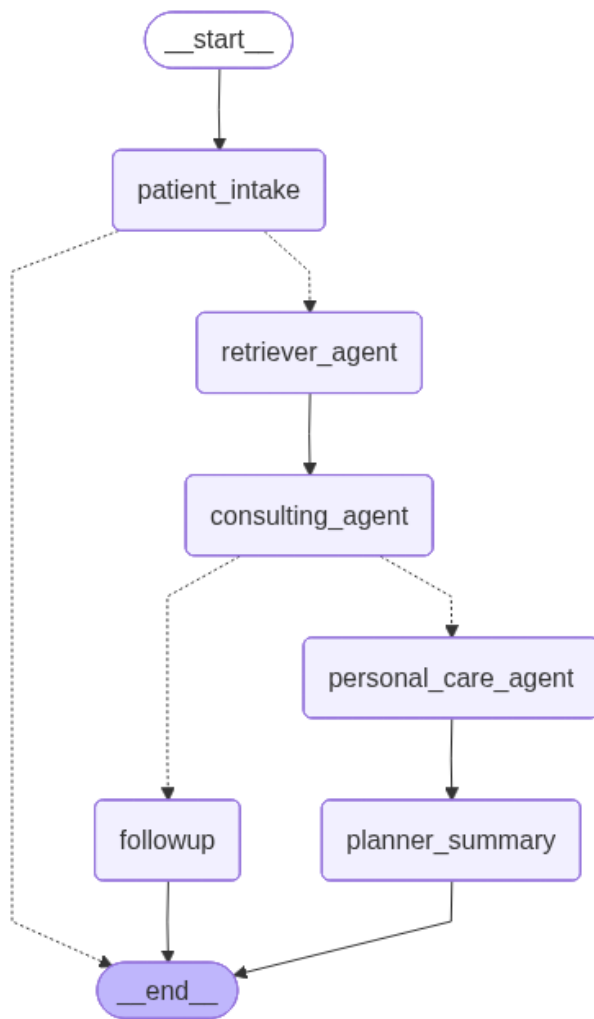 __start__
patient_intake
retriever_agent
consulting_agent
personal_care_agent
followup
planner_summary
__end__